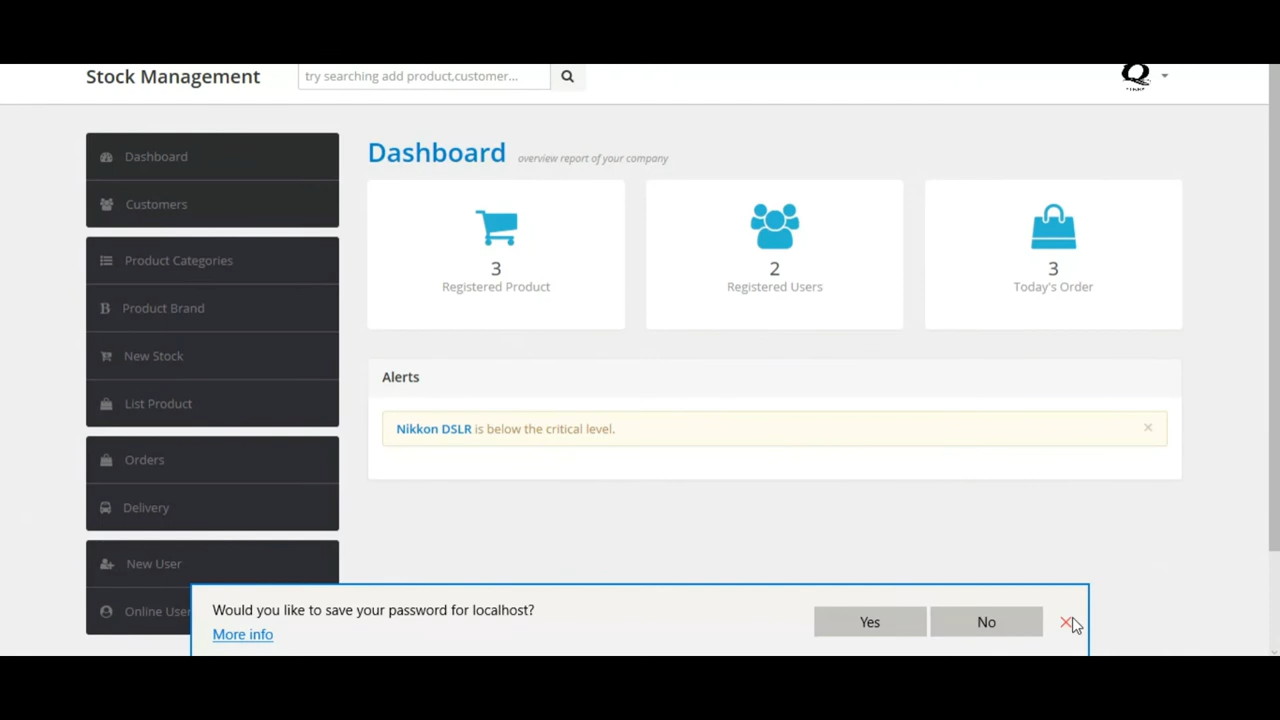 Stock Management
try searching add product,customer...
Dashboard
Customers
Product Categories
Product Brand
New Stock
List Product
Orders
Delivery
New User
Online User
Dashboard overview report of your company
3
Registered Product
2
Registered Users
3
Today's Order
Alerts
Nikkon DSLR is below the critical level.
×
Would you like to save your password for localhost?
More info
Yes
No